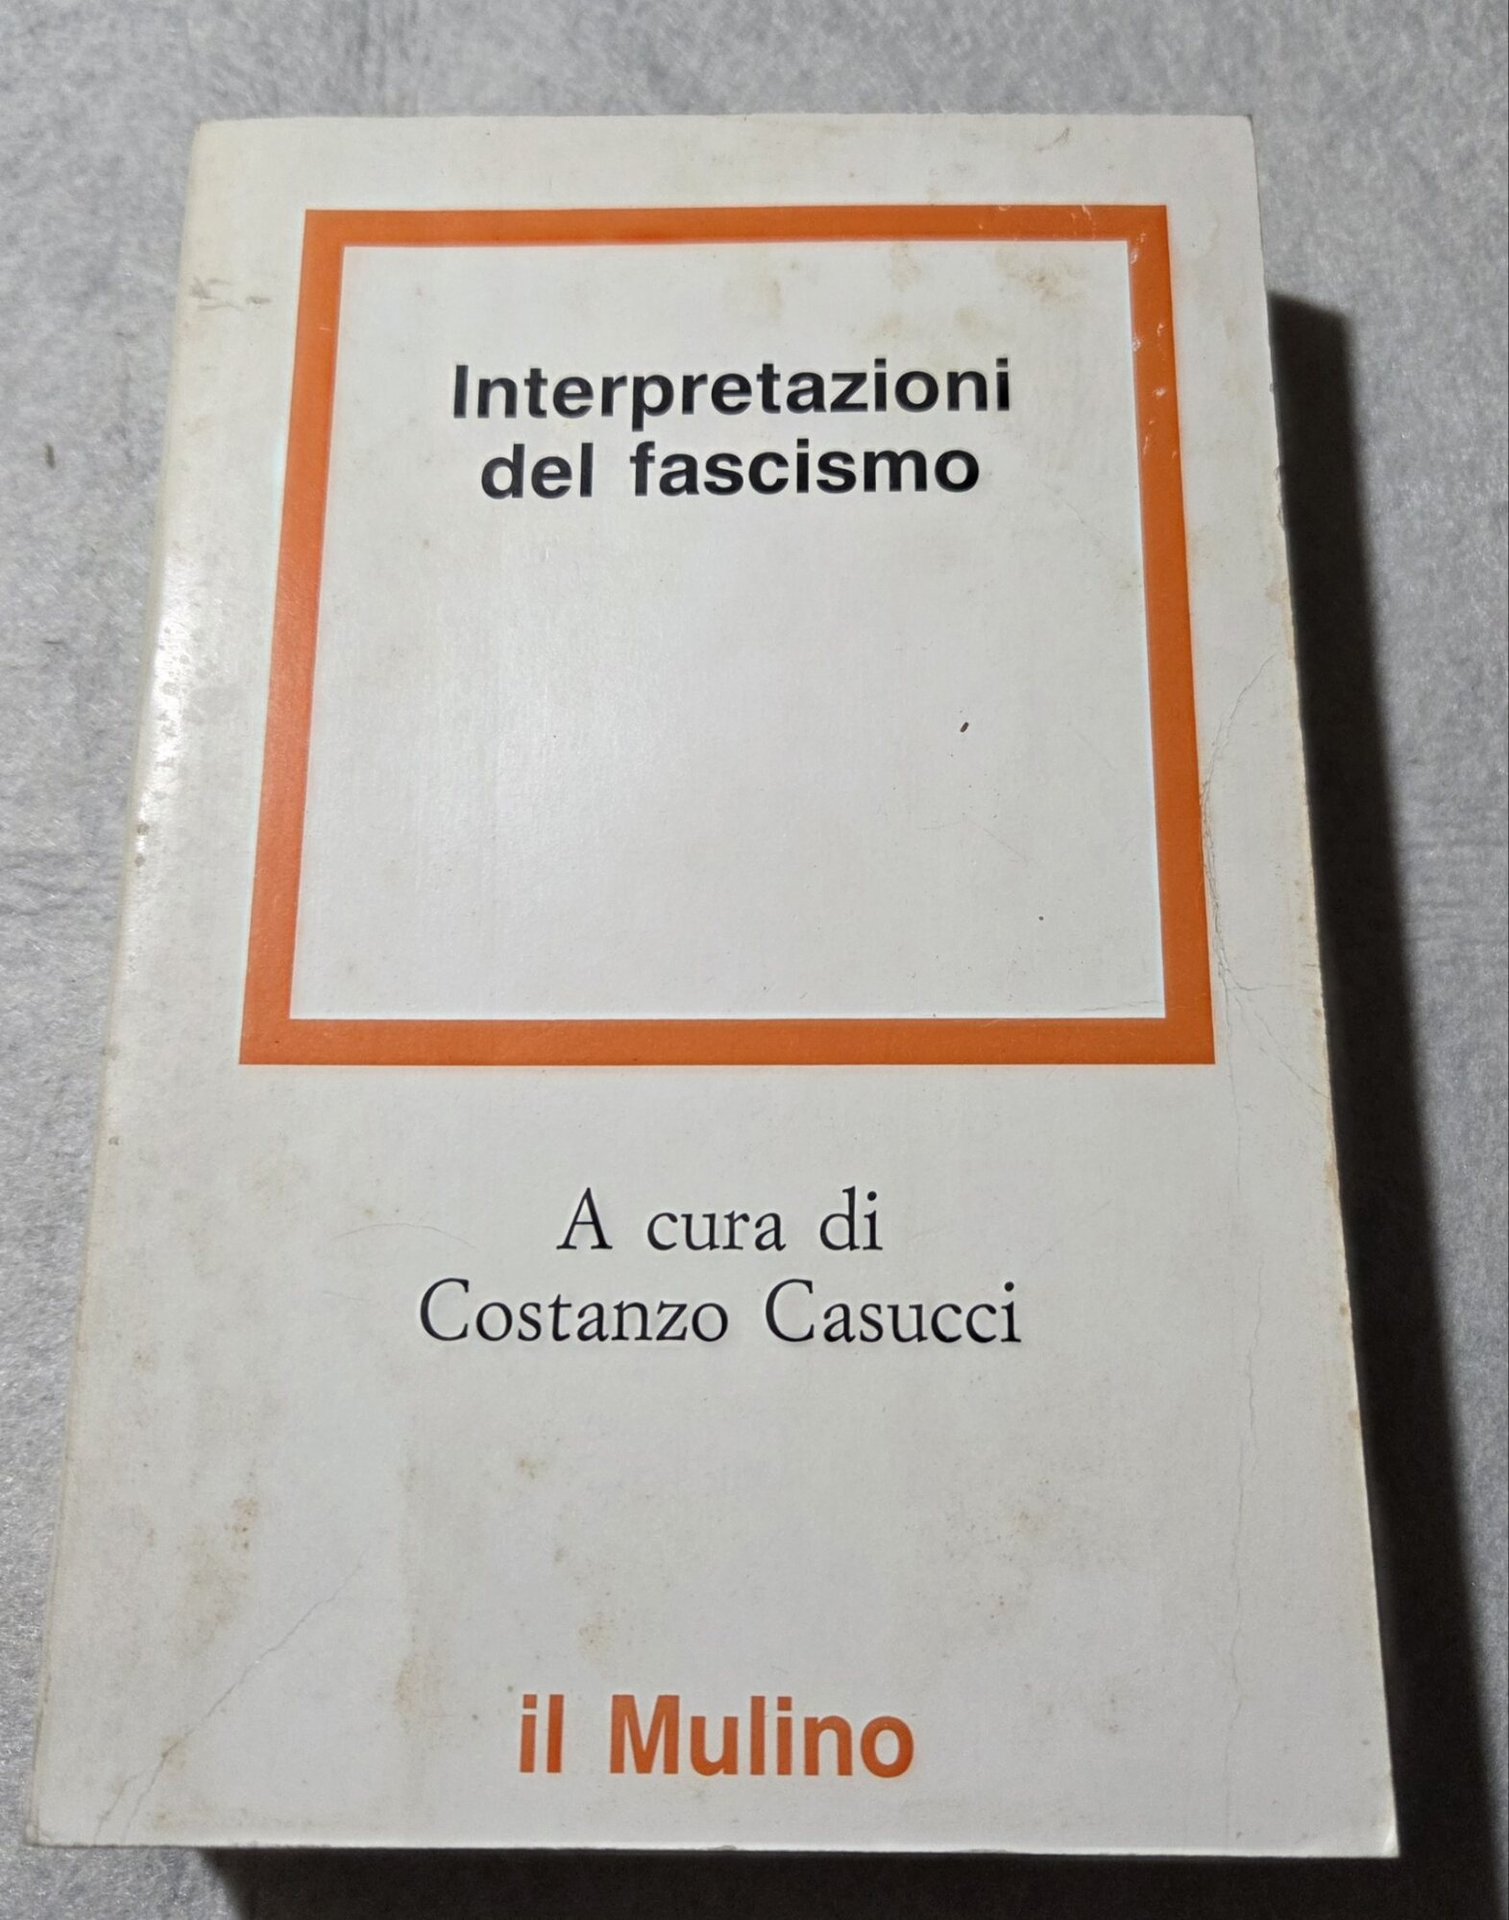 Interpretazioni
del fascismo
A cura di
Costanzo Casucci
il Mulino